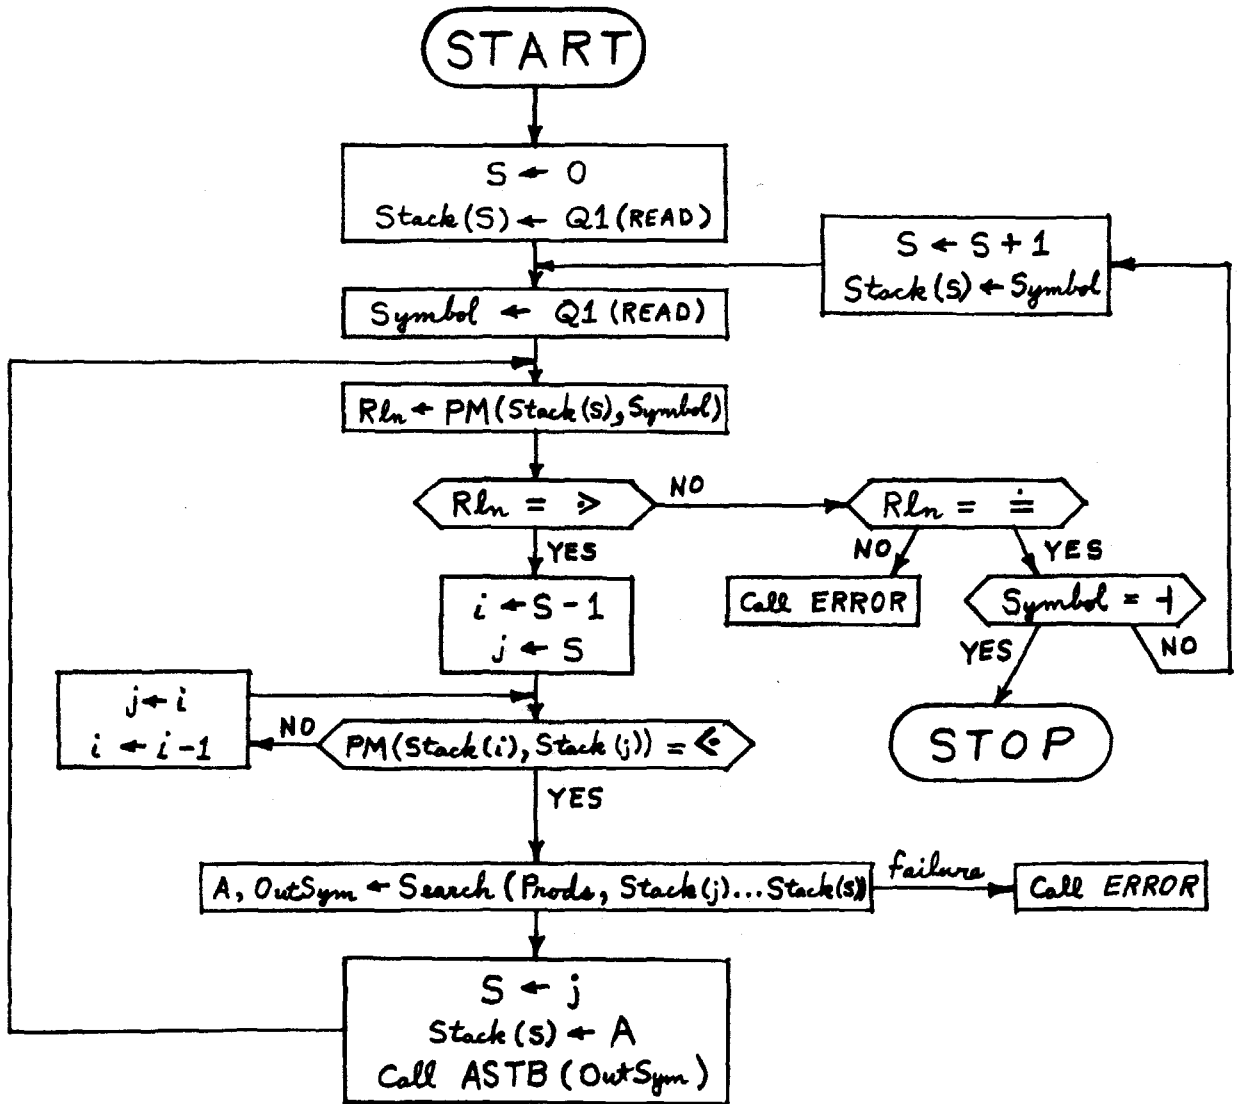 START
S ← 0
Stack(S) ← Q1(READ)
S ← S + 1
Stack(S) ← Symbol
Symbol ← Q1(READ)
Rln ← PM(Stack(S), Symbol)
Rln = ⋗
NO
Rln = ≐
YES
NO
YES
i ← S - 1
j ← S
Call ERROR
Symbol = ⊣
YES
NO
j ← i
i ← i - 1
NO
PM(Stack(i), Stack(j)) = ⋖
STOP
YES
A, OutSym ← Search(Prods, Stack(j)...Stack(S))
failure
Call ERROR
S ← j
Stack(S) ← A
Call ASTB(OutSym)